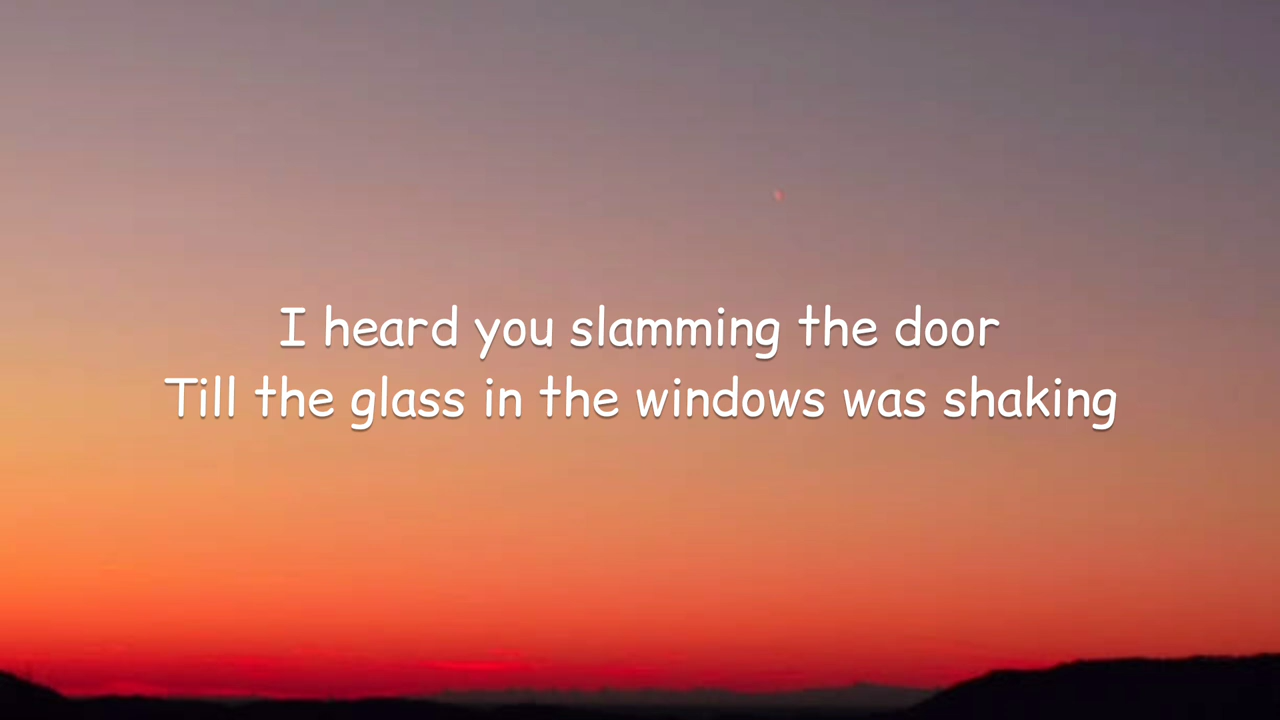 I heard you slamming the door
Till the glass in the windows was shaking